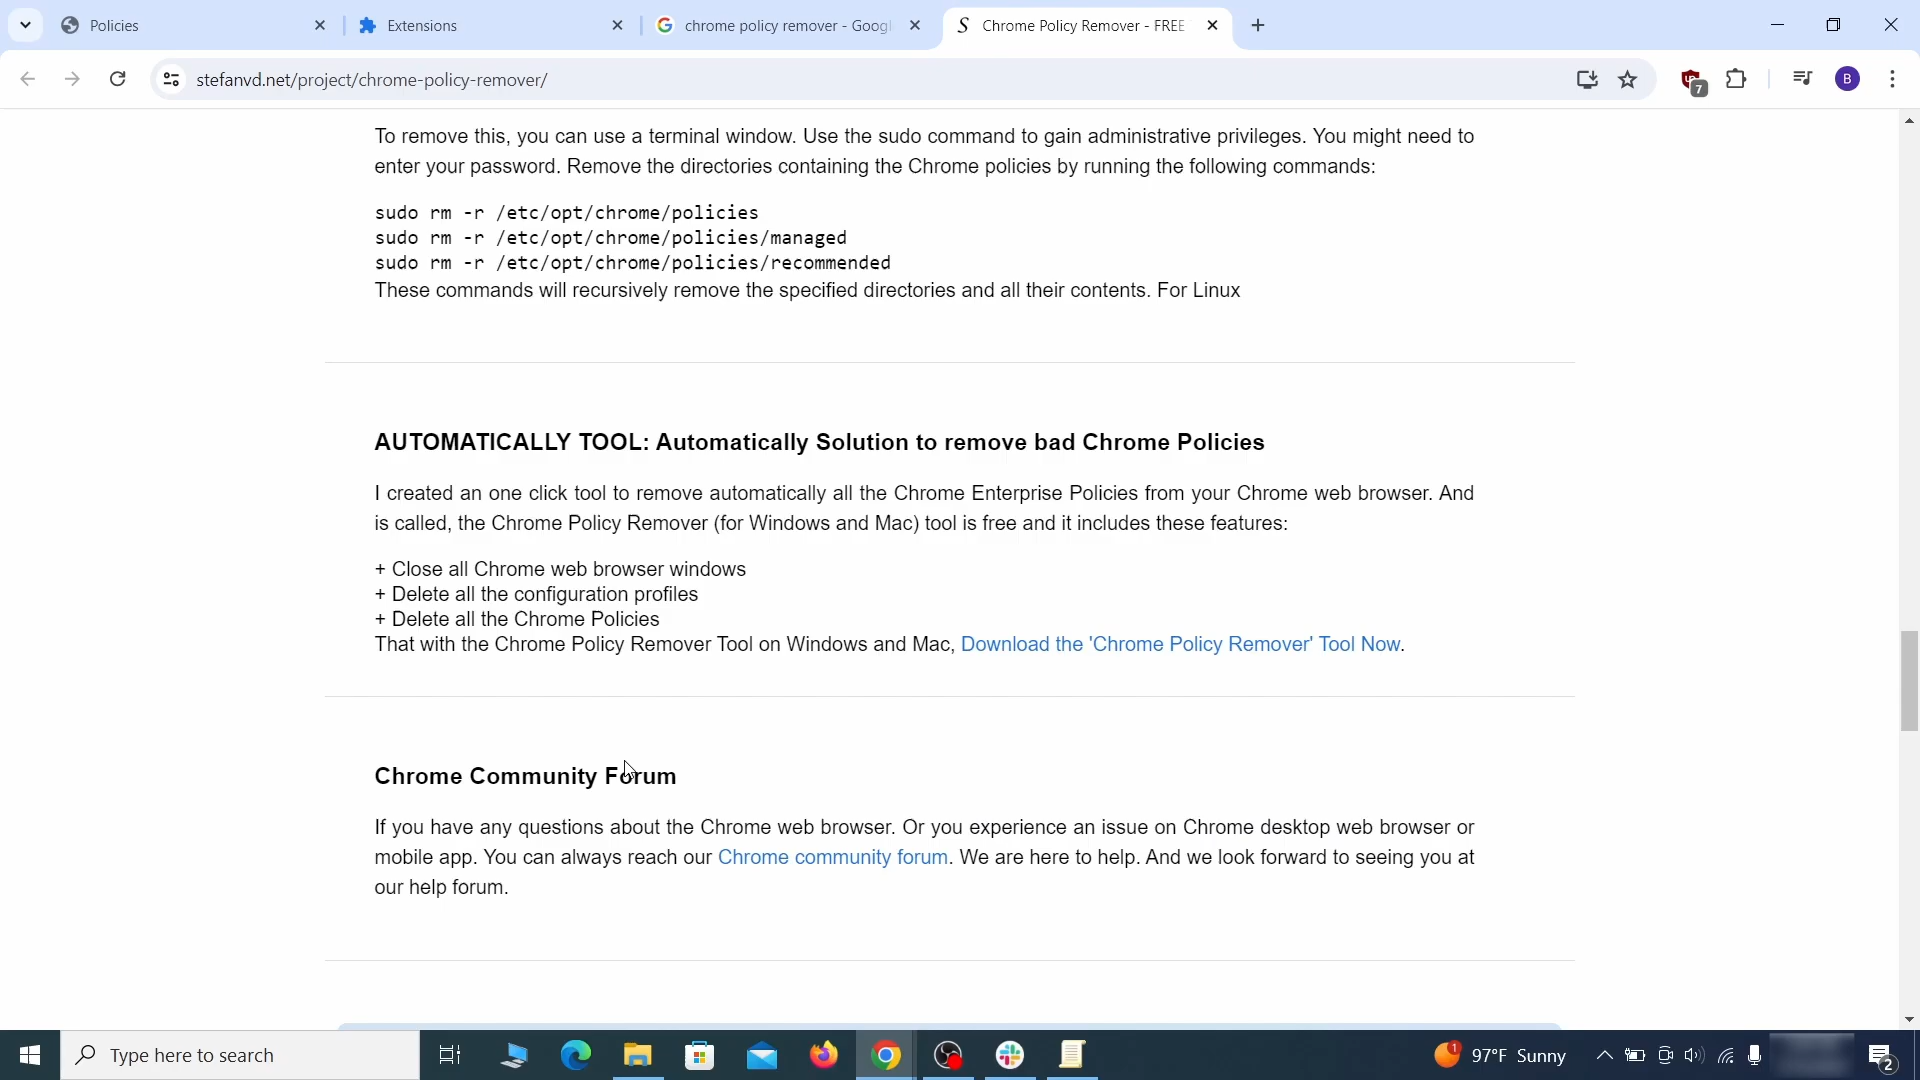 Policies
Extensions
chrome policy remover - Goog
Chrome Policy Remover - FREE
stefanvd.net/project/chrome-policy-remover/
7
B
To remove this, you can use a terminal window. Use the sudo command to gain administrative privileges. You might need to
enter your password. Remove the directories containing the Chrome policies by running the following commands:
sudo rm -r /etc/opt/chrome/policies
sudo rm -r /etc/opt/chrome/policies/managed
sudo rm -r /etc/opt/chrome/policies/recommended
These commands will recursively remove the specified directories and all their contents. For Linux
AUTOMATICALLY TOOL: Automatically Solution to remove bad Chrome Policies
I created an one click tool to remove automatically all the Chrome Enterprise Policies from your Chrome web browser. And
is called, the Chrome Policy Remover (for Windows and Mac) tool is free and it includes these features:
+ Close all Chrome web browser windows
+ Delete all the configuration profiles
+ Delete all the Chrome Policies
That with the Chrome Policy Remover Tool on Windows and Mac, Download the 'Chrome Policy Remover' Tool Now.
Chrome Community Forum
If you have any questions about the Chrome web browser. Or you experience an issue on Chrome desktop web browser or
mobile app. You can always reach our Chrome community forum. We are here to help. And we look forward to seeing you at
our help forum.
Type here to search
1
97°F Sunny
2